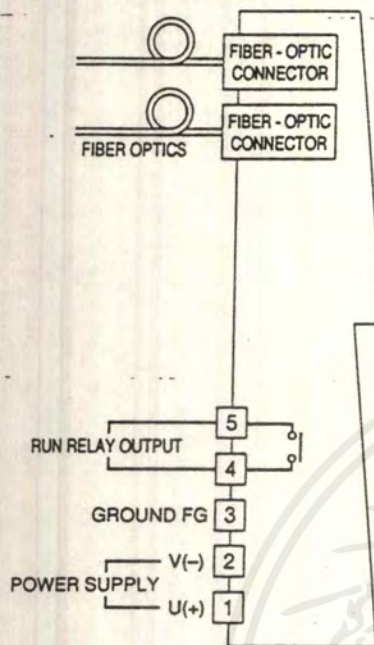 FIBER - OPTIC
CONNECTOR
FIBER - OPTIC
CONNECTOR
FIBER OPTICS
5
RUN RELAY OUTPUT
4
GROUND FG 3
V(–) 2
POWER SUPPLY
U(+) 1